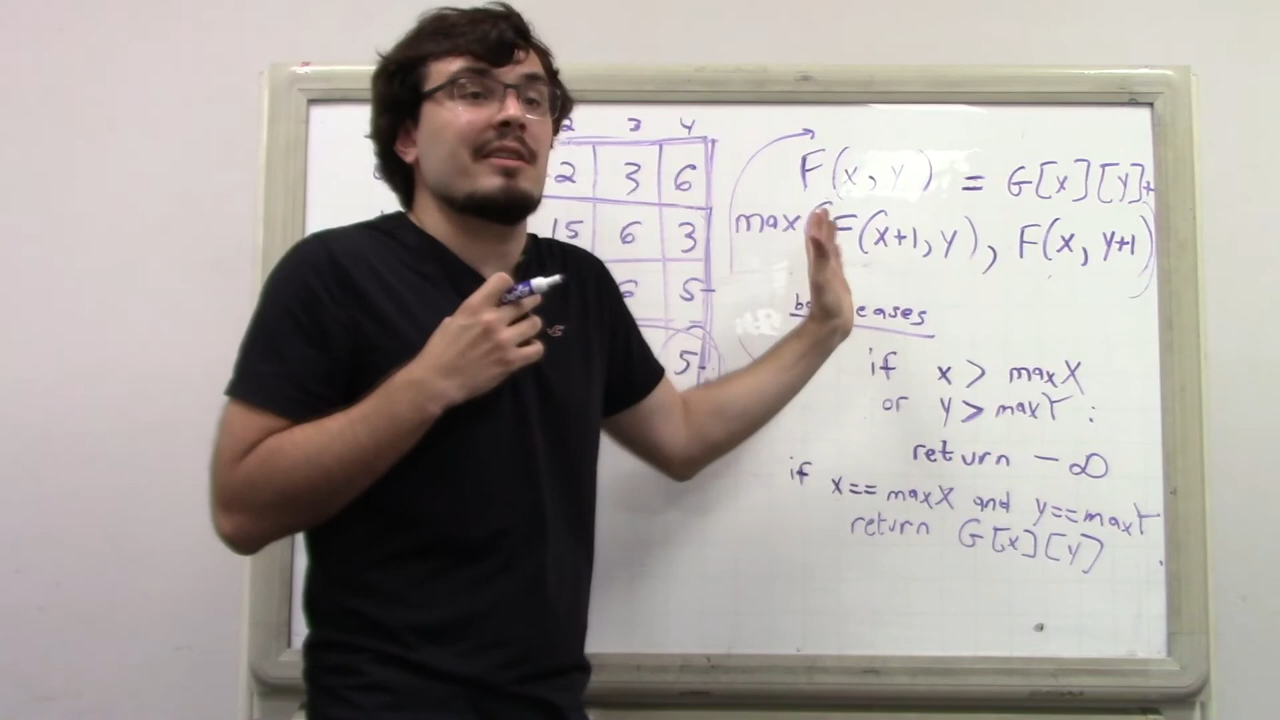 2 3 4
2 3 6
15 6 3
6 5
5
F(x, y) = G[x][y]+
max(F(x+1, y), F(x, y+1))
cases
if x > maxX
or y > maxY :
return -∞
if x == maxX and y == maxY
return G[x][y]